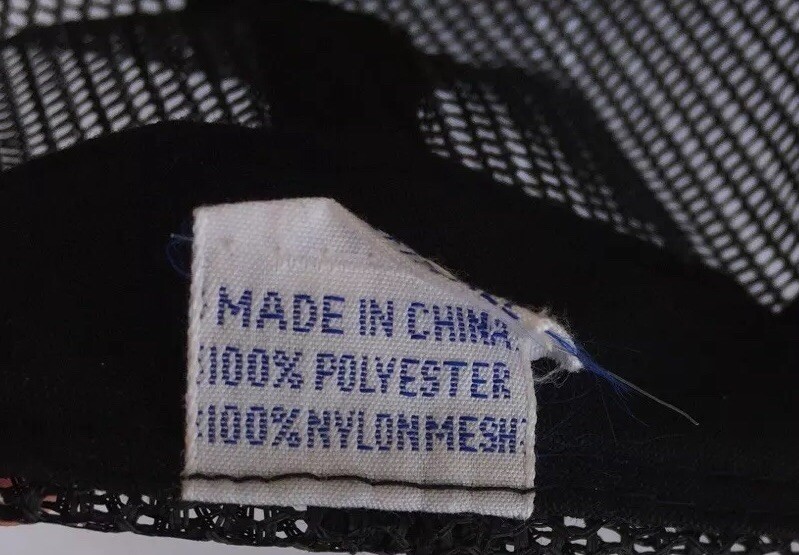 MADE IN CHINA
100% POLYESTER
100% NYLON MESH